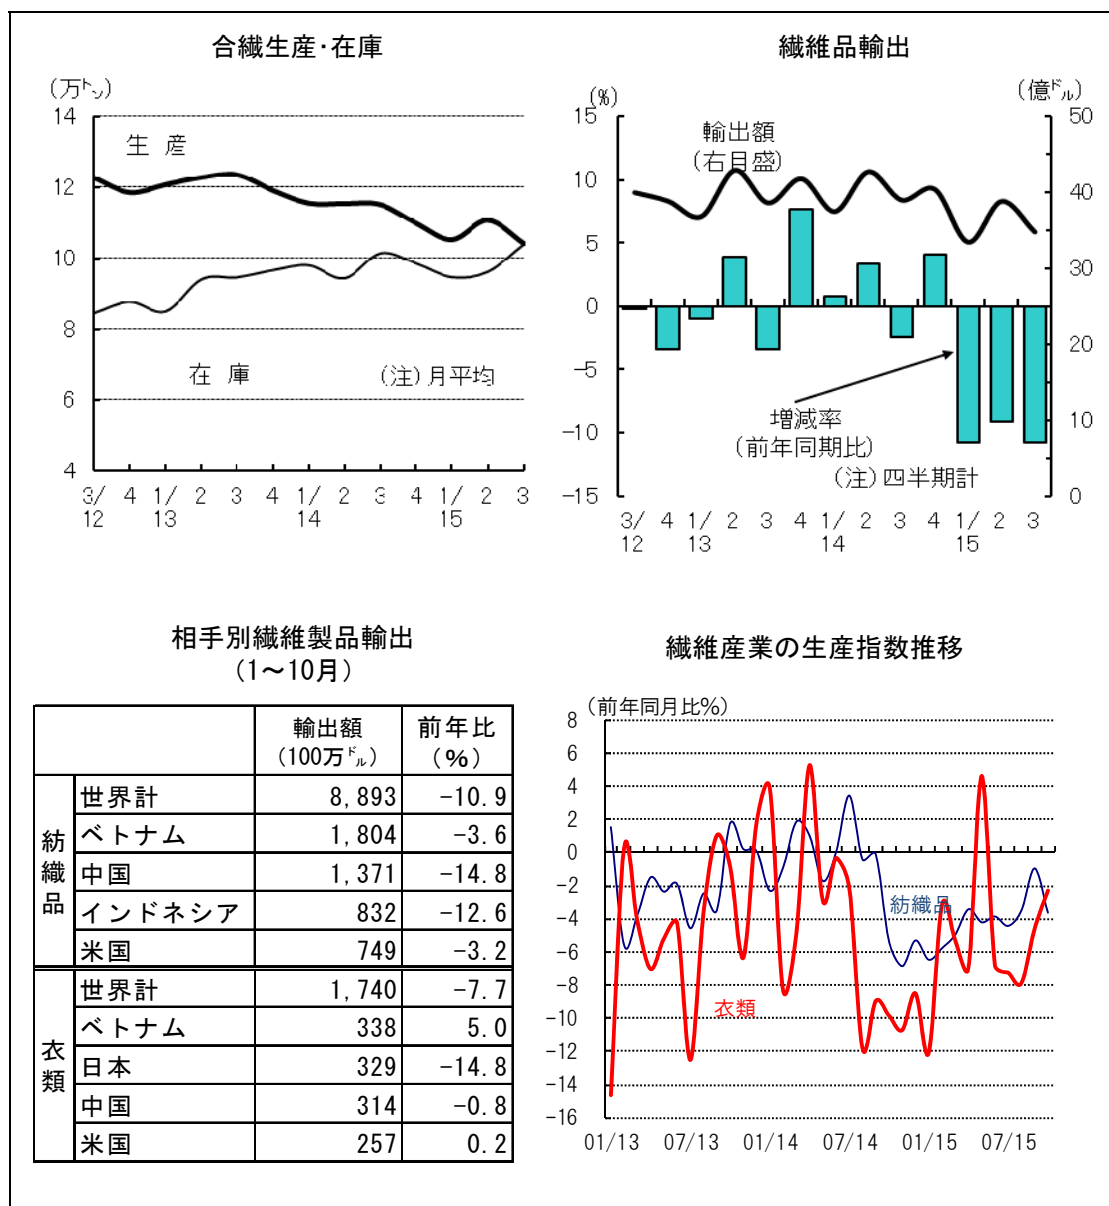 合繊生産･在庫
(万㌧)
14
12
10
8
6
4
生 産
在 庫
(注)月平均
3/ 4 1/ 2 3 4 1/ 2 3 4 1/ 2 3
12 13 14 15
繊維品輸出
(%)
(億㌦)
15
10
5
0
-5
-10
-15
50
40
30
20
10
0
輸出額
(右目盛)
増減率
(前年同期比)
(注)四半期計
3/ 4 1/ 2 3 4 1/ 2 3 4 1/ 2 3
12 13 14 15
相手別繊維製品輸出
(1～10月)
輸出額 前年比
(100万㌦) (%)
紡織品
世界計 8,893 -10.9
ベトナム 1,804 -3.6
中国 1,371 -14.8
インドネシア 832 -12.6
米国 749 -3.2
衣類
世界計 1,740 -7.7
ベトナム 338 5.0
日本 329 -14.8
中国 314 -0.8
米国 257 0.2
繊維産業の生産指数推移
(前年同月比%)
8
6
4
2
0
-2
-4
-6
-8
-10
-12
-14
-16
紡織品
衣類
01/13 07/13 01/14 07/14 01/15 07/15